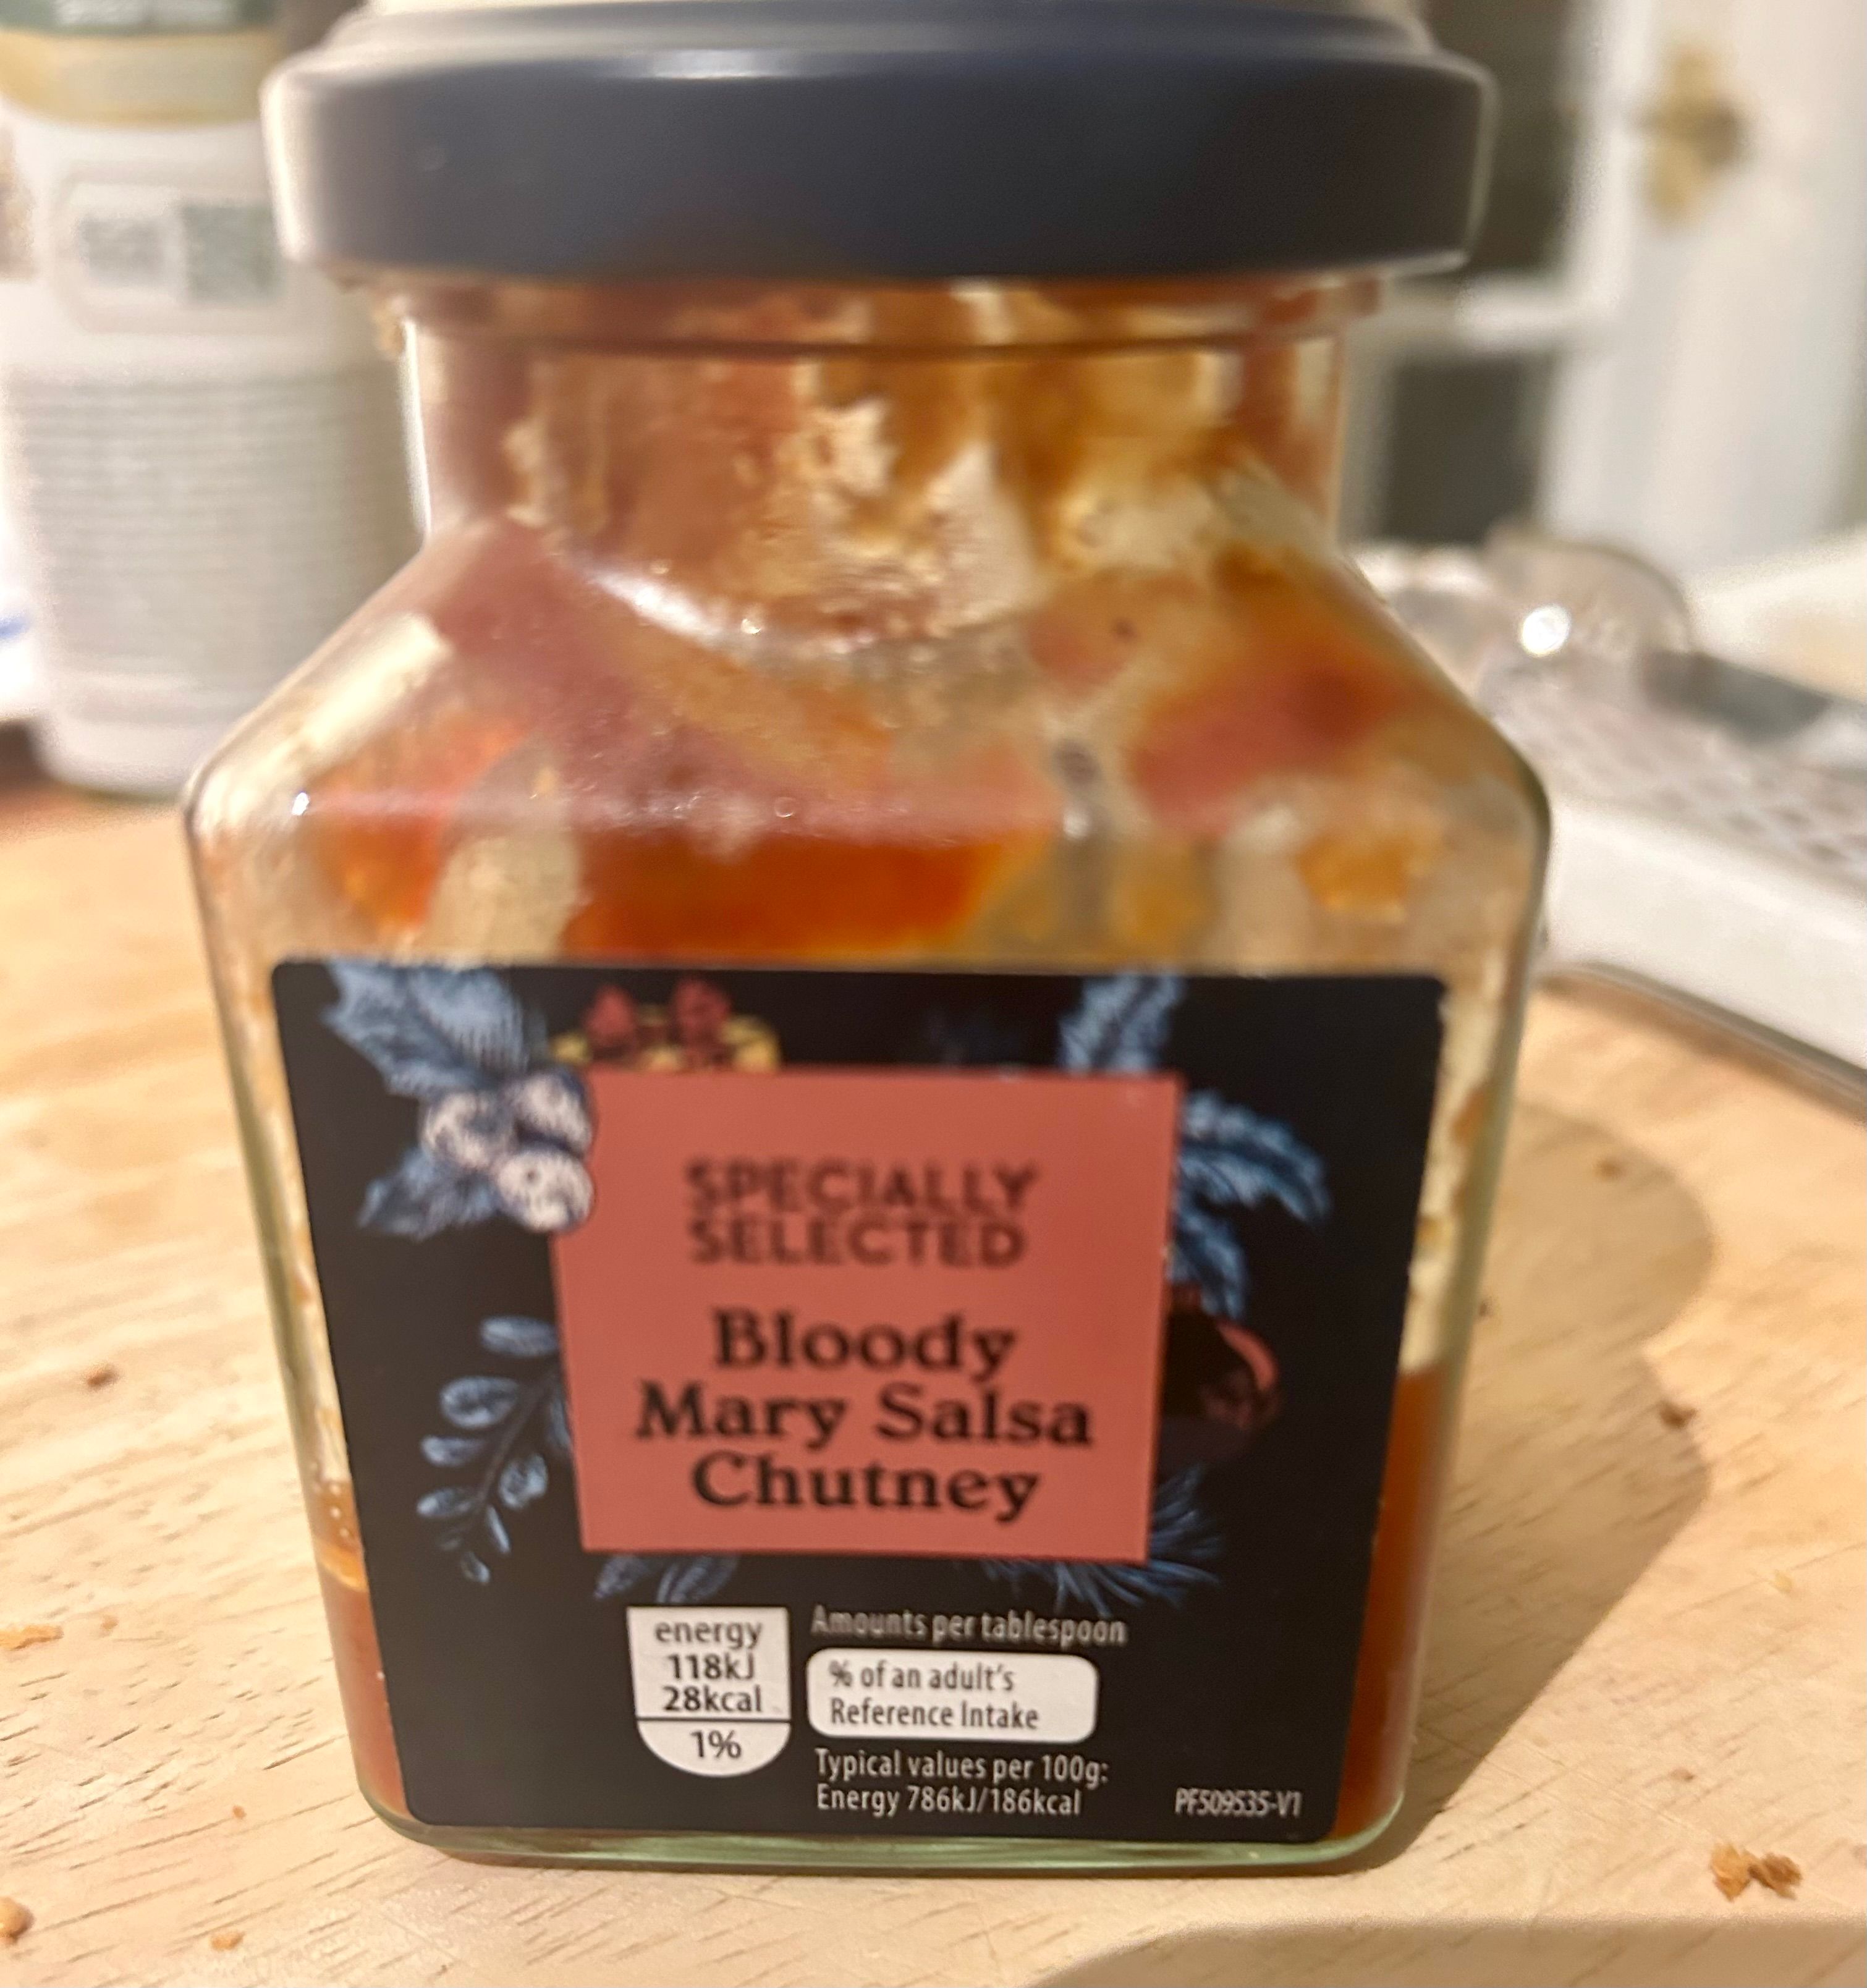 SPECIALLY
SELECTED
Bloody
Mary Salsa
Chutney
energy
118kJ
28kcal
1%
Amounts per tablespoon
% of an adult's
Reference Intake
Typical values per 100g:
Energy 786kJ/186kcal
PF509535-V1